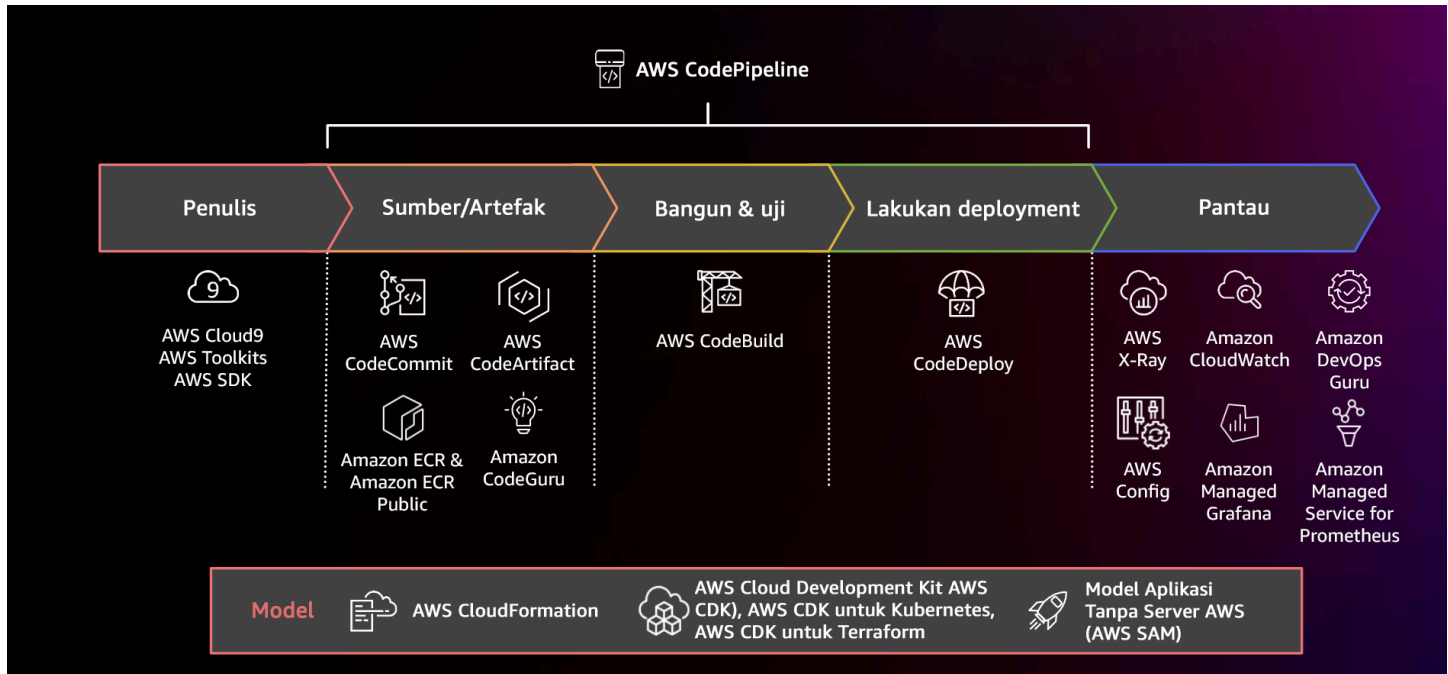 AWS CodePipeline
Penulis
Sumber/Artefak
Bangun & uji
Lakukan deployment
Pantau
9
AWS Cloud9
AWS Toolkits
AWS SDK
AWS
CodeCommit
AWS
CodeArtifact
Amazon ECR &
Amazon ECR
Public
Amazon
CodeGuru
AWS CodeBuild
AWS
CodeDeploy
AWS
X-Ray
Amazon
CloudWatch
Amazon
DevOps
Guru
AWS
Config
Amazon
Managed
Grafana
Amazon
Managed
Service for
Prometheus
Model
AWS CloudFormation
AWS Cloud Development Kit AWS
CDK), AWS CDK untuk Kubernetes,
AWS CDK untuk Terraform
Model Aplikasi
Tanpa Server AWS
(AWS SAM)